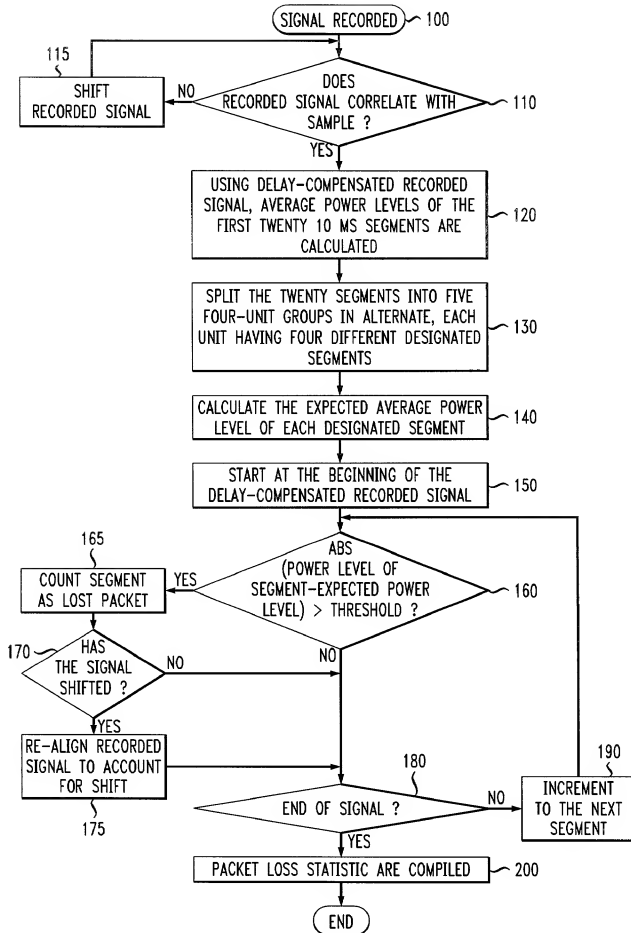 SIGNAL RECORDED
100
115
SHIFT
RECORDED SIGNAL
NO
DOES
RECORDED SIGNAL CORRELATE WITH
SAMPLE ?
110
YES
USING DELAY-COMPENSATED RECORDED
SIGNAL, AVERAGE POWER LEVELS OF THE
FIRST TWENTY 10 MS SEGMENTS ARE
CALCULATED
120
SPLIT THE TWENTY SEGMENTS INTO FIVE
FOUR-UNIT GROUPS IN ALTERNATE, EACH
UNIT HAVING FOUR DIFFERENT DESIGNATED
SEGMENTS
130
CALCULATE THE EXPECTED AVERAGE POWER
LEVEL OF EACH DESIGNATED SEGMENT
140
START AT THE BEGINNING OF THE
DELAY-COMPENSATED RECORDED SIGNAL
150
165
COUNT SEGMENT
AS LOST PACKET
YES
ABS
(POWER LEVEL OF
SEGMENT-EXPECTED POWER
LEVEL) > THRESHOLD ?
160
NO
170
HAS
THE SIGNAL
SHIFTED ?
NO
YES
RE-ALIGN RECORDED
SIGNAL TO ACCOUNT
FOR SHIFT
175
180
END OF SIGNAL ?
NO
190
INCREMENT
TO THE NEXT
SEGMENT
YES
PACKET LOSS STATISTIC ARE COMPILED
200
END